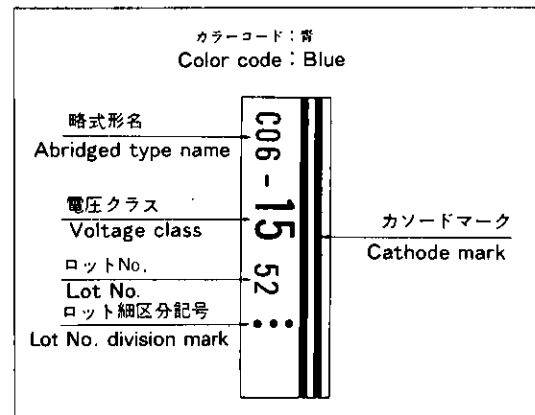 カラーコード：青
Color code : Blue
略式形名
Abridged type name
電圧クラス
Voltage class
ロットNo.
Lot No.
ロット細区分記号
Lot No. division mark
C06 - 15 52
カソードマーク
Cathode mark